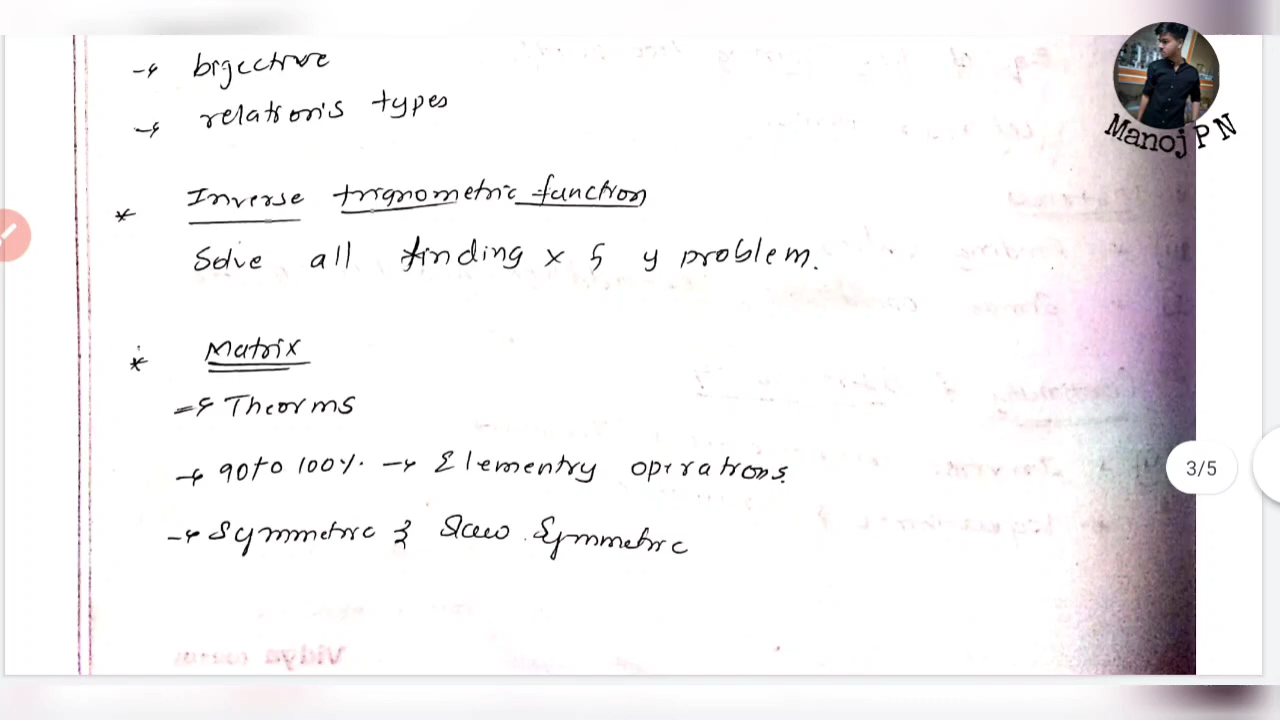 → bijective
→ relation's types
* Inverse trignometric function
Solve all finding x & y problem.
* Matrix
→ Theorms
→ 90 to 100% → Elementry operations.
→ Symmetric & Skew Symmetric
Manoj P N
3/5